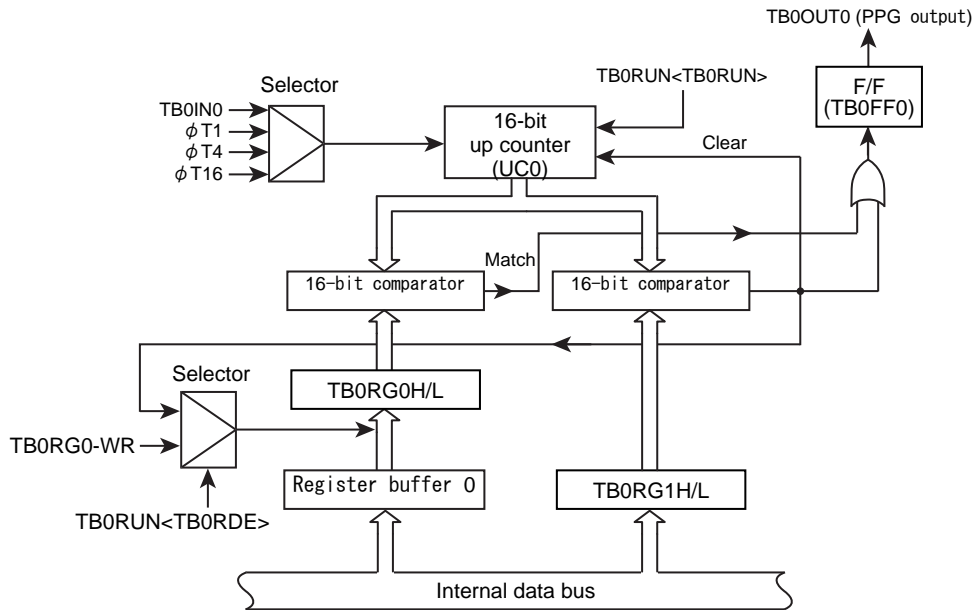 TB0OUT0 (PPG output)
Selector
TB0RUN<TB0RUN>
F/F
(TB0FF0)
TB0IN0
ϕT1
ϕT4
ϕT16
16-bit
up counter
(UC0)
Clear
Match
16-bit comparator
16-bit comparator
Selector
TB0RG0H/L
TB0RG0-WR
Register buffer 0
TB0RG1H/L
TB0RUN<TB0RDE>
Internal data bus